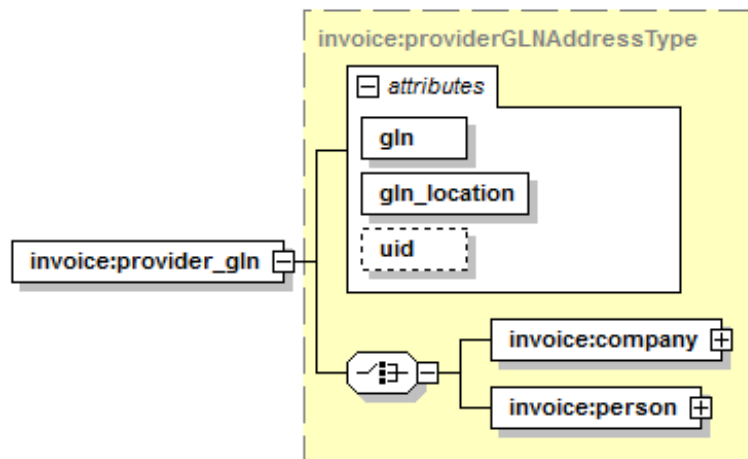 invoice:providerGLNAddressType
attributes
gln
gln_location
uid
invoice:provider_gln
invoice:company
invoice:person